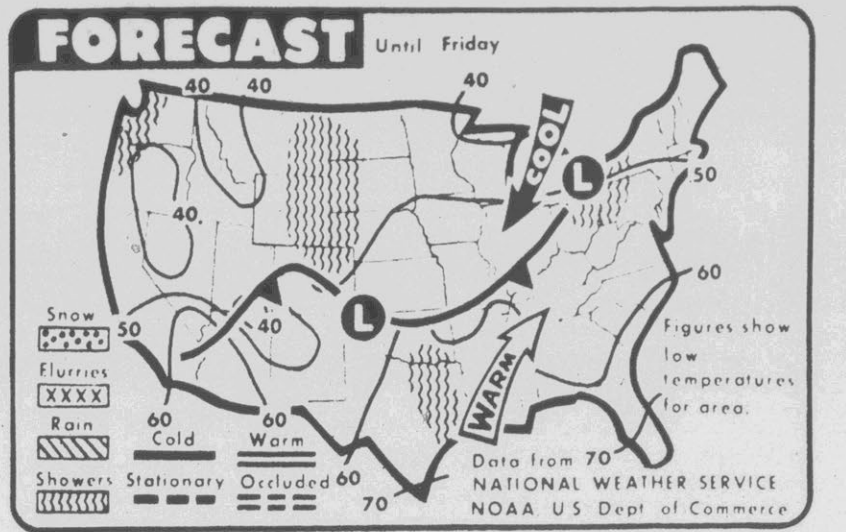 FORECAST
Until Friday
40 40 40
COOL
L
50
40
60
L
40
50
Snow
Flurries
Rain
Showers
60
60
Cold
Warm
Stationary
Occluded
60
70
WARM
Figures show
low
temperatures
for area.
70
Data from
NATIONAL WEATHER SERVICE
NOAA U S Dept of Commerce